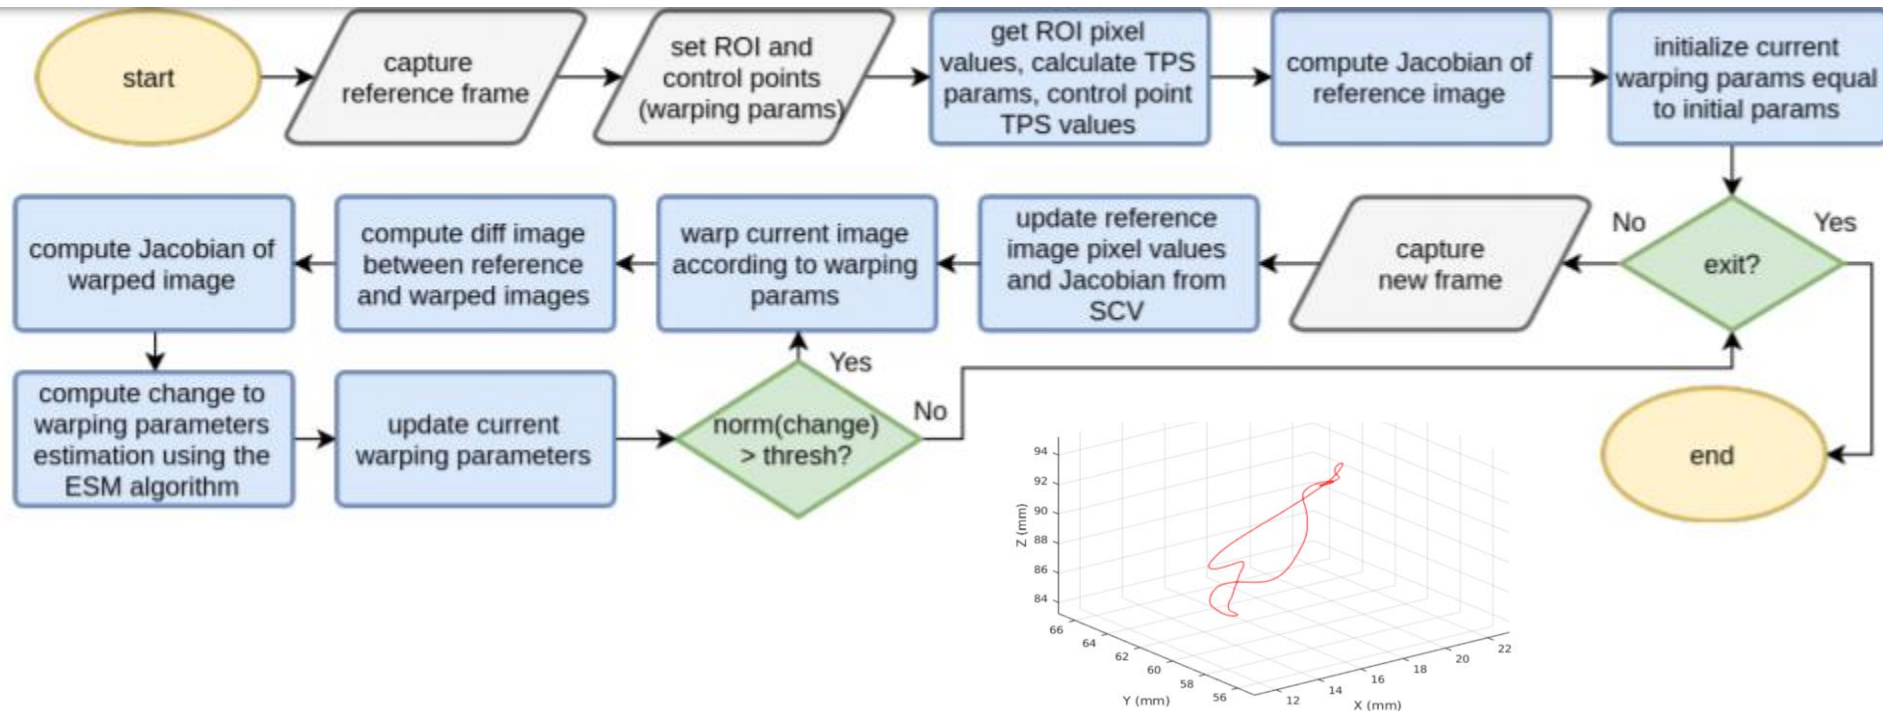 start
capture
reference frame
set ROI and
control points
(warping params)
get ROI pixel
values, calculate TPS
params, control point
TPS values
compute Jacobian of
reference image
initialize current
warping params equal
to initial params
exit?
No
Yes
capture
new frame
update reference
image pixel values
and Jacobian from
SCV
warp current image
according to warping
params
compute diff image
between reference
and warped images
compute Jacobian of
warped image
compute change to
warping parameters
estimation using the
ESM algorithm
update current
warping parameters
norm(change)
> thresh?
Yes
No
end
94
92
90
88
86
84
Z (mm)
66
64
62
60
58
56
Y (mm)
12
14
16
18
20
22
X (mm)